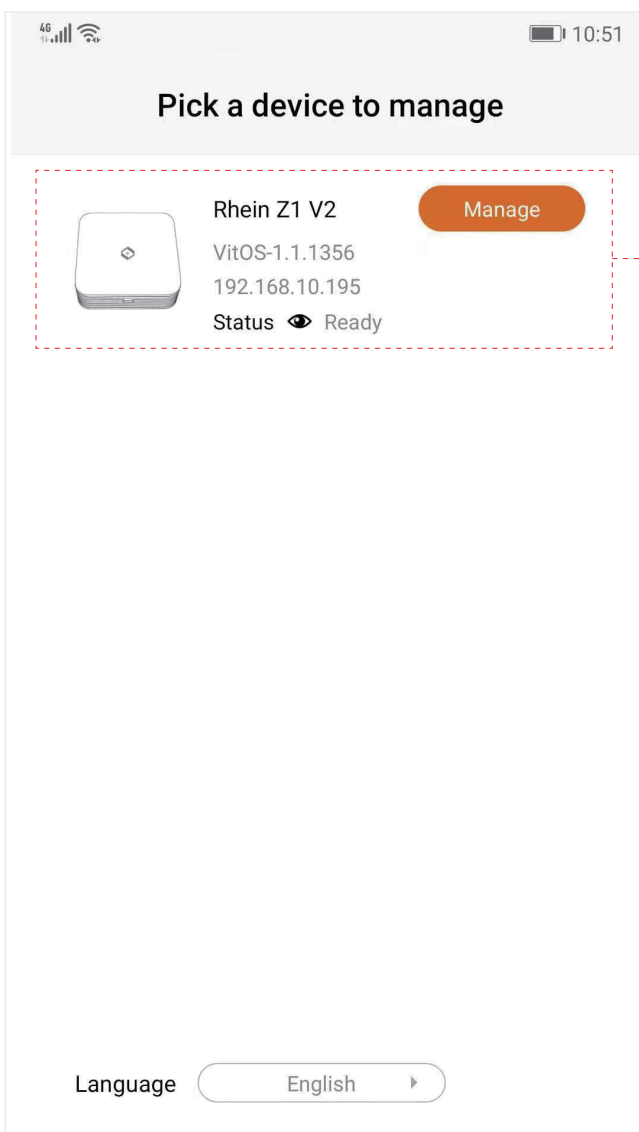 4G 10:51
Pick a device to manage
Rhein Z1 V2 Manage
VitOS-1.1.1356
192.168.10.195
Status Ready
Language English